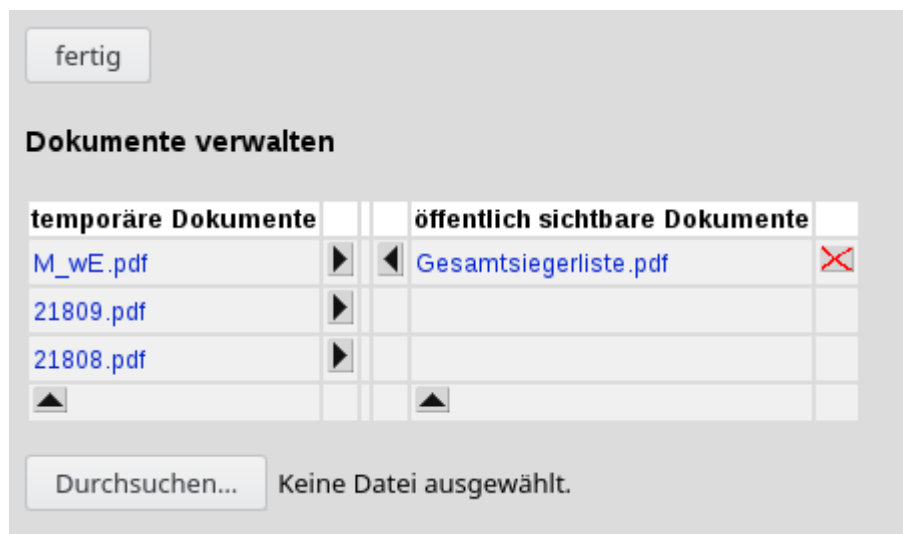 fertig
Dokumente verwalten
temporäre Dokumente öffentlich sichtbare Dokumente
M_wE.pdf Gesamtsiegerliste.pdf
21809.pdf
21808.pdf
Durchsuchen... Keine Datei ausgewählt.